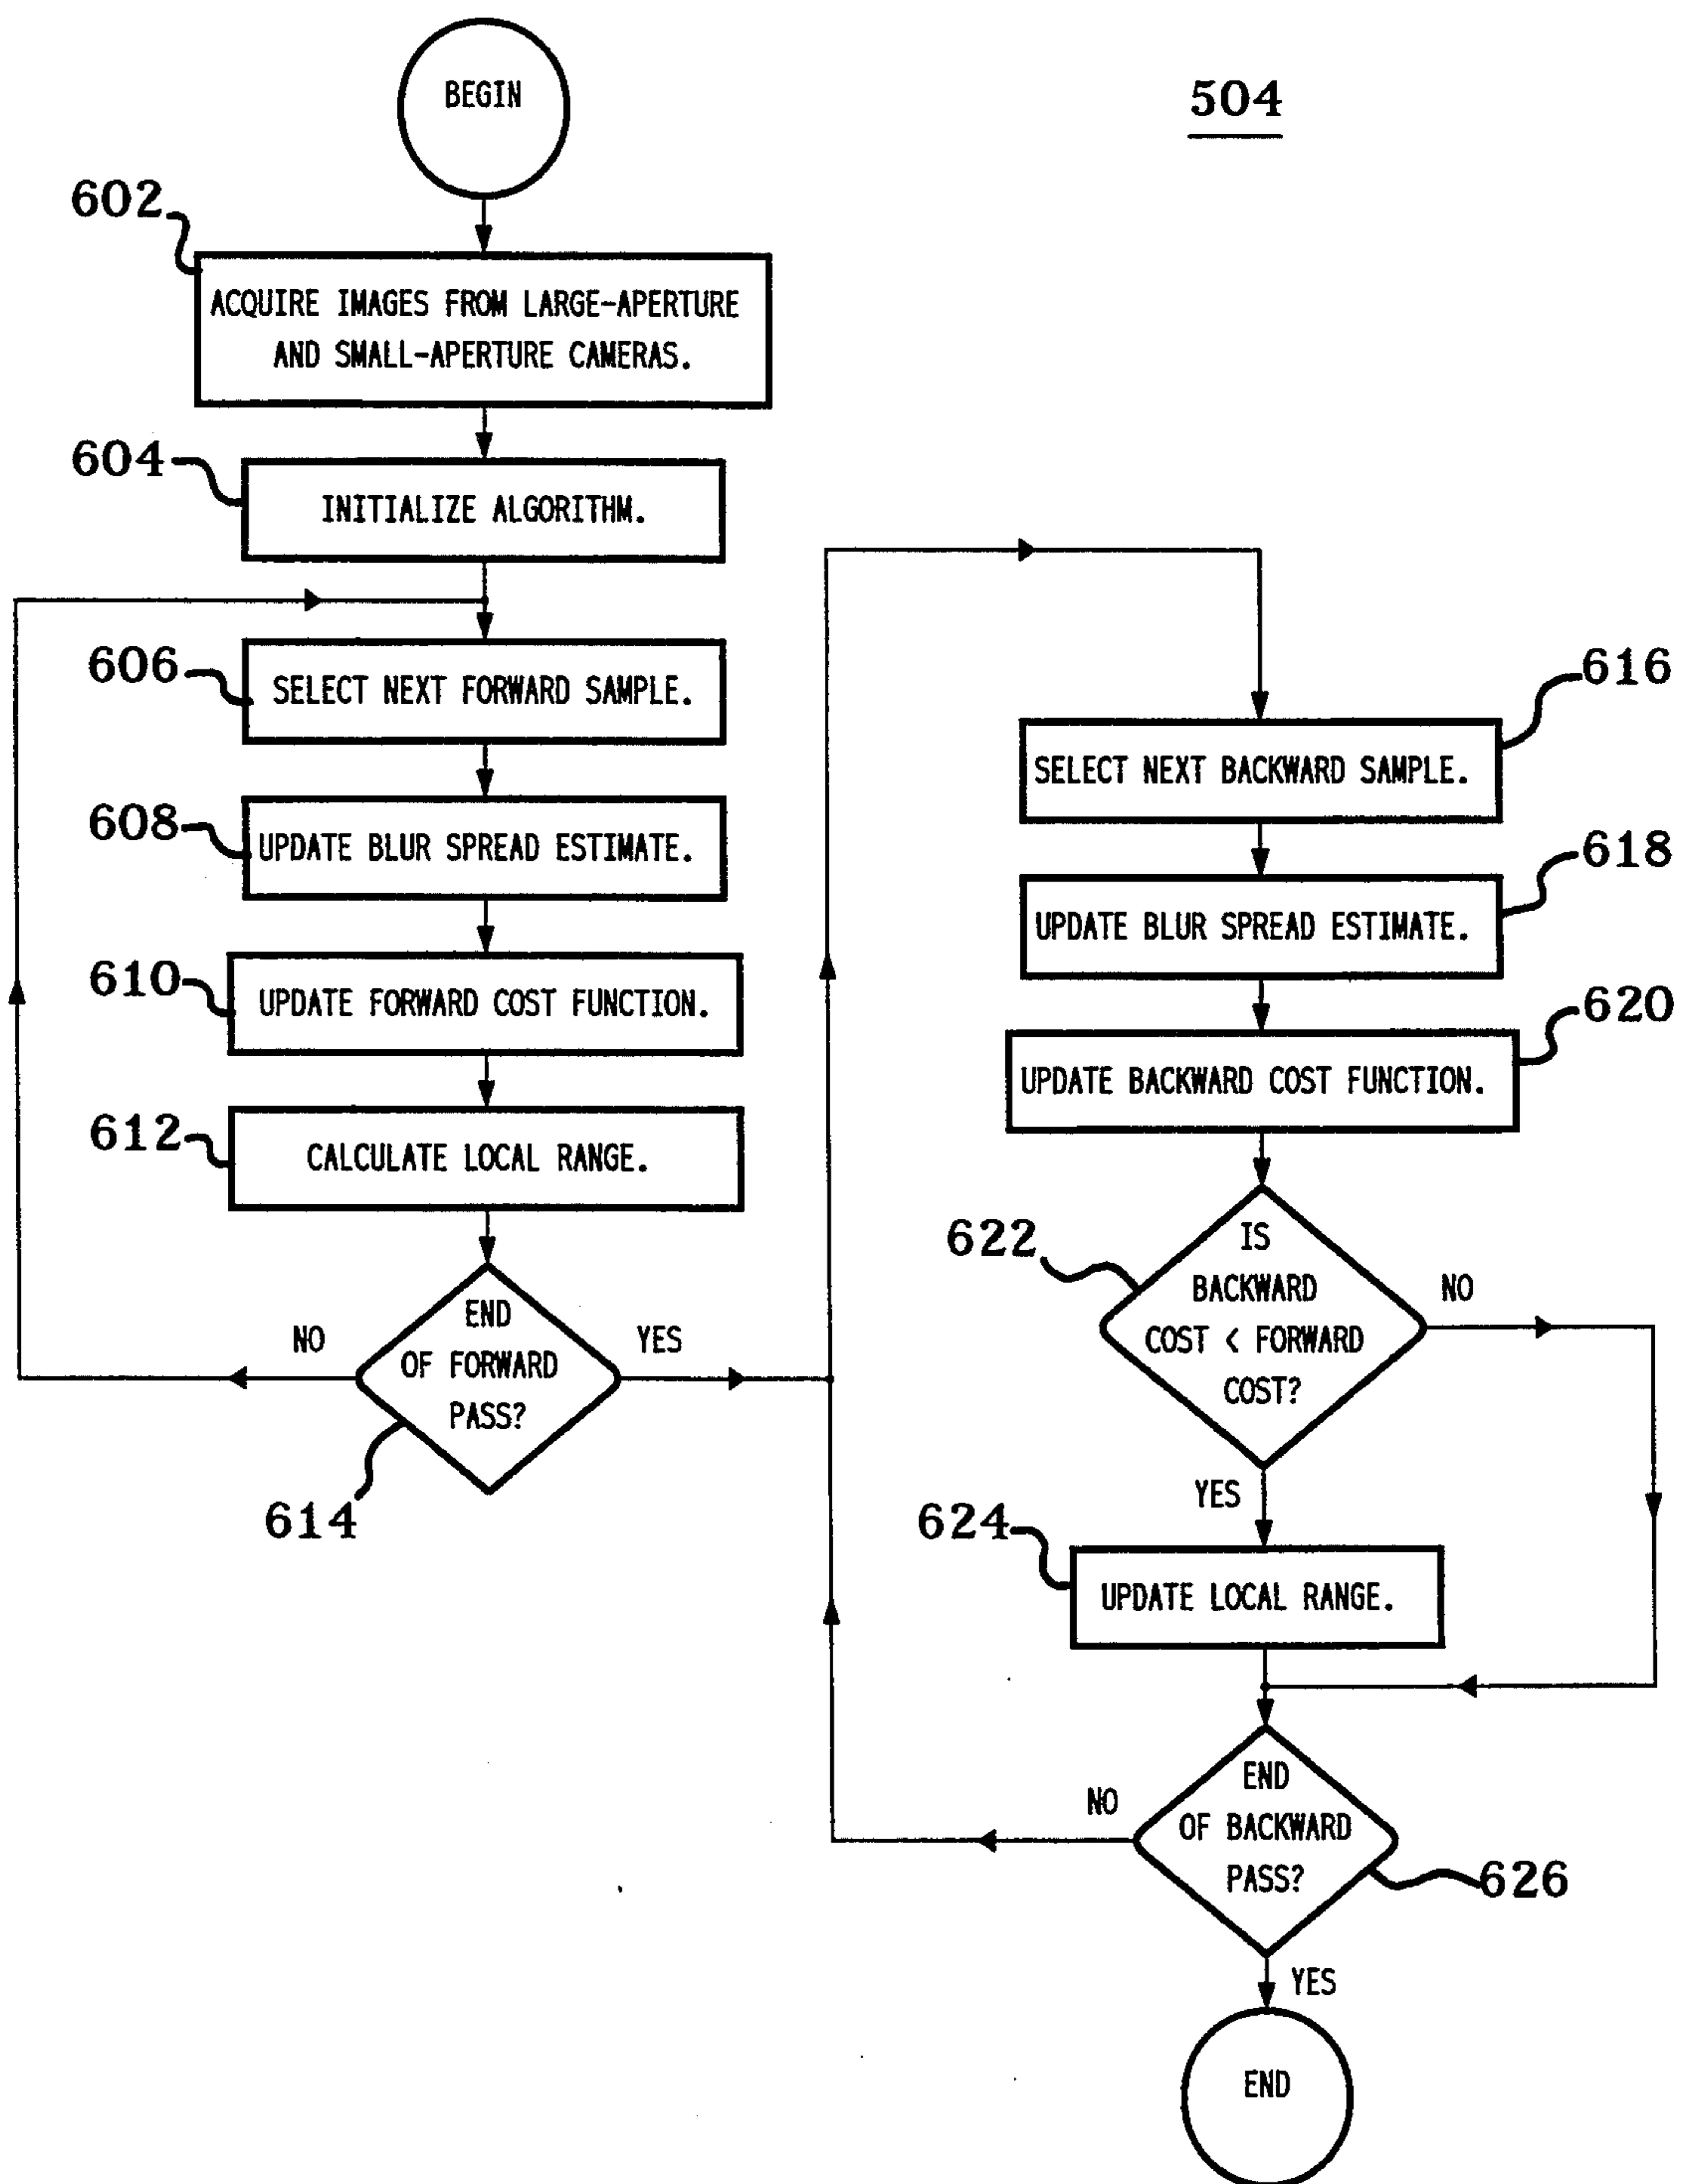 BEGIN
504
602
ACQUIRE IMAGES FROM LARGE-APERTURE
AND SMALL-APERTURE CAMERAS.
604
INITIALIZE ALGORITHM.
606
SELECT NEXT FORWARD SAMPLE.
608
UPDATE BLUR SPREAD ESTIMATE.
610
UPDATE FORWARD COST FUNCTION.
612
CALCULATE LOCAL RANGE.
END
OF FORWARD
PASS?
NO
YES
614
616
SELECT NEXT BACKWARD SAMPLE.
618
UPDATE BLUR SPREAD ESTIMATE.
620
UPDATE BACKWARD COST FUNCTION.
622
IS
BACKWARD
COST < FORWARD
COST?
NO
YES
624
UPDATE LOCAL RANGE.
END
OF BACKWARD
PASS?
NO
626
YES
END